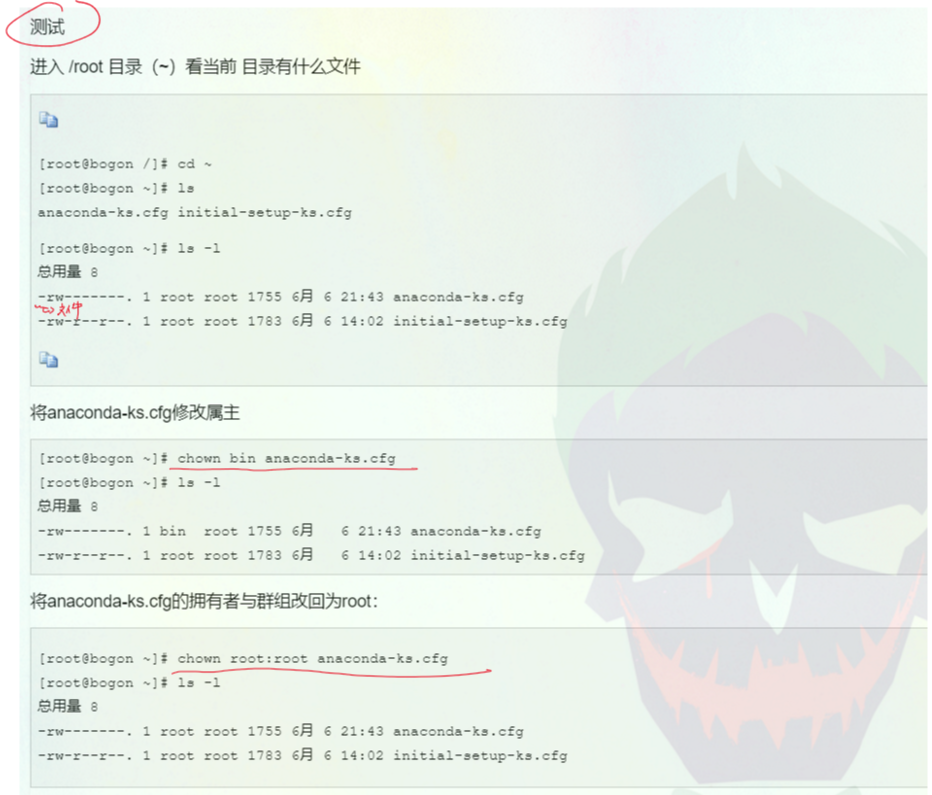 测试
进入 /root 目录（~）看当前 目录有什么文件
[root@bogon /]# cd ~
[root@bogon ~]# ls
anaconda-ks.cfg initial-setup-ks.cfg
[root@bogon ~]# ls -l
总用量 8
-rw-------. 1 root root 1755 6月 6 21:43 anaconda-ks.cfg
文件
-rw-r--r--. 1 root root 1783 6月 6 14:02 initial-setup-ks.cfg
将anaconda-ks.cfg修改属主
[root@bogon ~]# chown bin anaconda-ks.cfg
[root@bogon ~]# ls -l
总用量 8
-rw-------. 1 bin  root 1755 6月   6 21:43 anaconda-ks.cfg
-rw-r--r--. 1 root root 1783 6月   6 14:02 initial-setup-ks.cfg
将anaconda-ks.cfg的拥有者与群组改回为root：
[root@bogon ~]# chown root:root anaconda-ks.cfg
[root@bogon ~]# ls -l
总用量 8
-rw-------. 1 root root 1755 6月 6 21:43 anaconda-ks.cfg
-rw-r--r--. 1 root root 1783 6月 6 14:02 initial-setup-ks.cfg